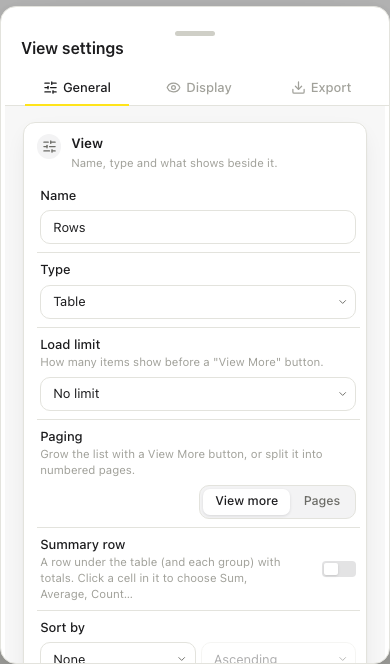 View settings
General
Display
Export
View
Name, type and what shows beside it.
Name
Rows
Type
Table
Load limit
How many items show before a "View More" button.
No limit
Paging
Grow the list with a View More button, or split it into
numbered pages.
View more
Pages
Summary row
A row under the table (and each group) with
totals. Click a cell in it to choose Sum,
Average, Count...
Sort by
None
Ascending